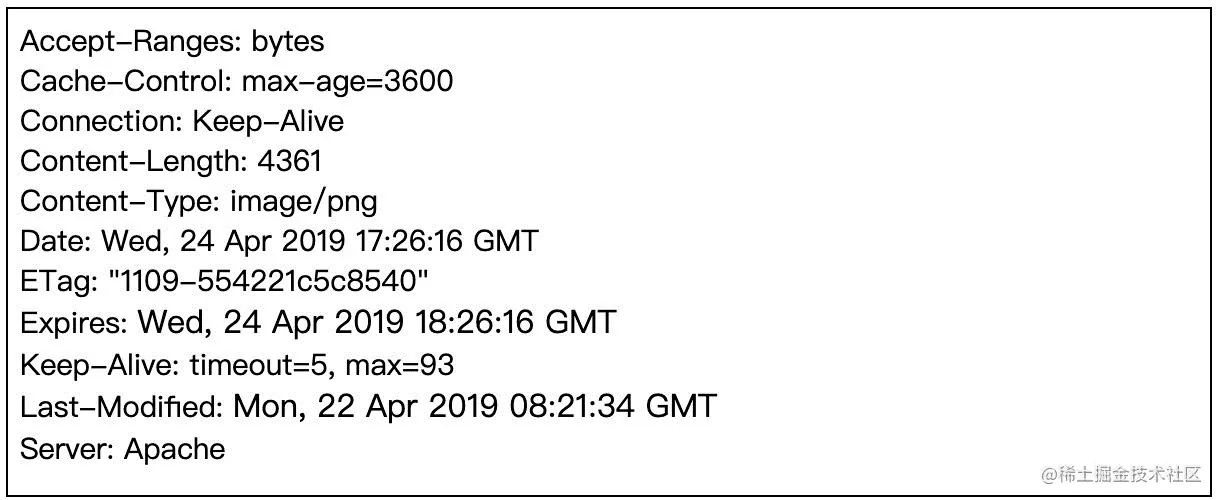 Accept-Ranges: bytes
Cache-Control: max-age=3600
Connection: Keep-Alive
Content-Length: 4361
Content-Type: image/png
Date: Wed, 24 Apr 2019 17:26:16 GMT
ETag: "1109-554221c5c8540"
Expires: Wed, 24 Apr 2019 18:26:16 GMT
Keep-Alive: timeout=5, max=93
Last-Modified: Mon, 22 Apr 2019 08:21:34 GMT
Server: Apache
@稀土掘金技术社区